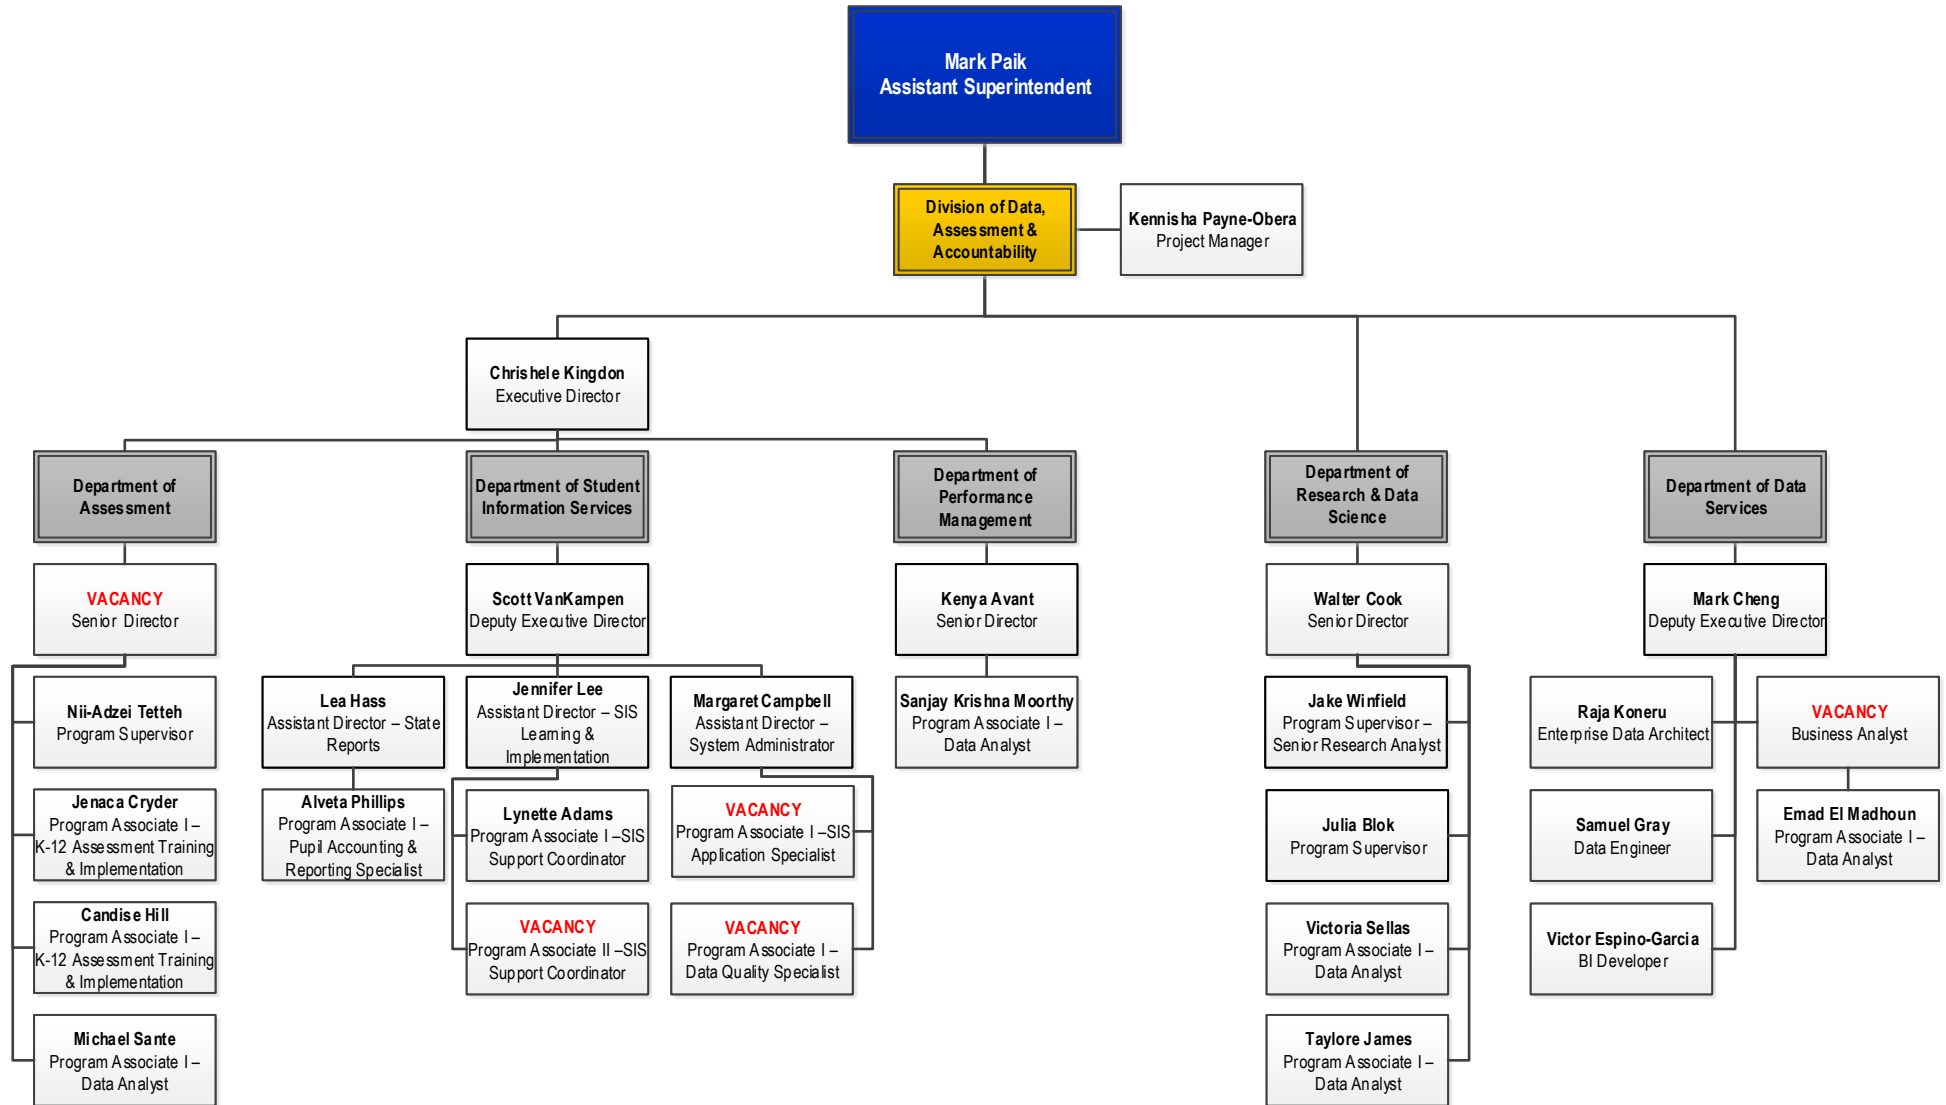 Mark Paik
Assistant Superintendent
Division of Data,
Assessment &
Accountability
Kennisha Payne-Obera
Project Manager
Chrishele Kingdon
Executive Director
Department of
Assessment
Department of Student
Information Services
Department of
Performance
Management
Department of
Research & Data
Science
Department of Data
Services
VACANCY
Senior Director
Scott VanKampen
Deputy Executive Director
Kenya Avant
Senior Director
Walter Cook
Senior Director
Mark Cheng
Deputy Executive Director
Nii-Adzei Tetteh
Program Supervisor
Lea Hass
Assistant Director – State
Reports
Jennifer Lee
Assistant Director – SIS
Learning &
Implementation
Margaret Campbell
Assistant Director –
System Administrator
Sanjay Krishna Moorthy
Program Associate I –
Data Analyst
Jake Winfield
Program Supervisor –
Senior Research Analyst
Raja Koneru
Enterprise Data Architect
VACANCY
Business Analyst
Jenaca Cryder
Program Associate I –
K-12 Assessment Training
& Implementation
Alveta Phillips
Program Associate I –
Pupil Accounting &
Reporting Specialist
Lynette Adams
Program Associate I –SIS
Support Coordinator
VACANCY
Program Associate I –SIS
Application Specialist
Julia Blok
Program Supervisor
Samuel Gray
Data Engineer
Emad El Madhoun
Program Associate I –
Data Analyst
Candise Hill
Program Associate I –
K-12 Assessment Training
& Implementation
VACANCY
Program Associate II –SIS
Support Coordinator
VACANCY
Program Associate I –
Data Quality Specialist
Victoria Sellas
Program Associate I –
Data Analyst
Victor Espino-Garcia
BI Developer
Michael Sante
Program Associate I –
Data Analyst
Taylore James
Program Associate I –
Data Analyst